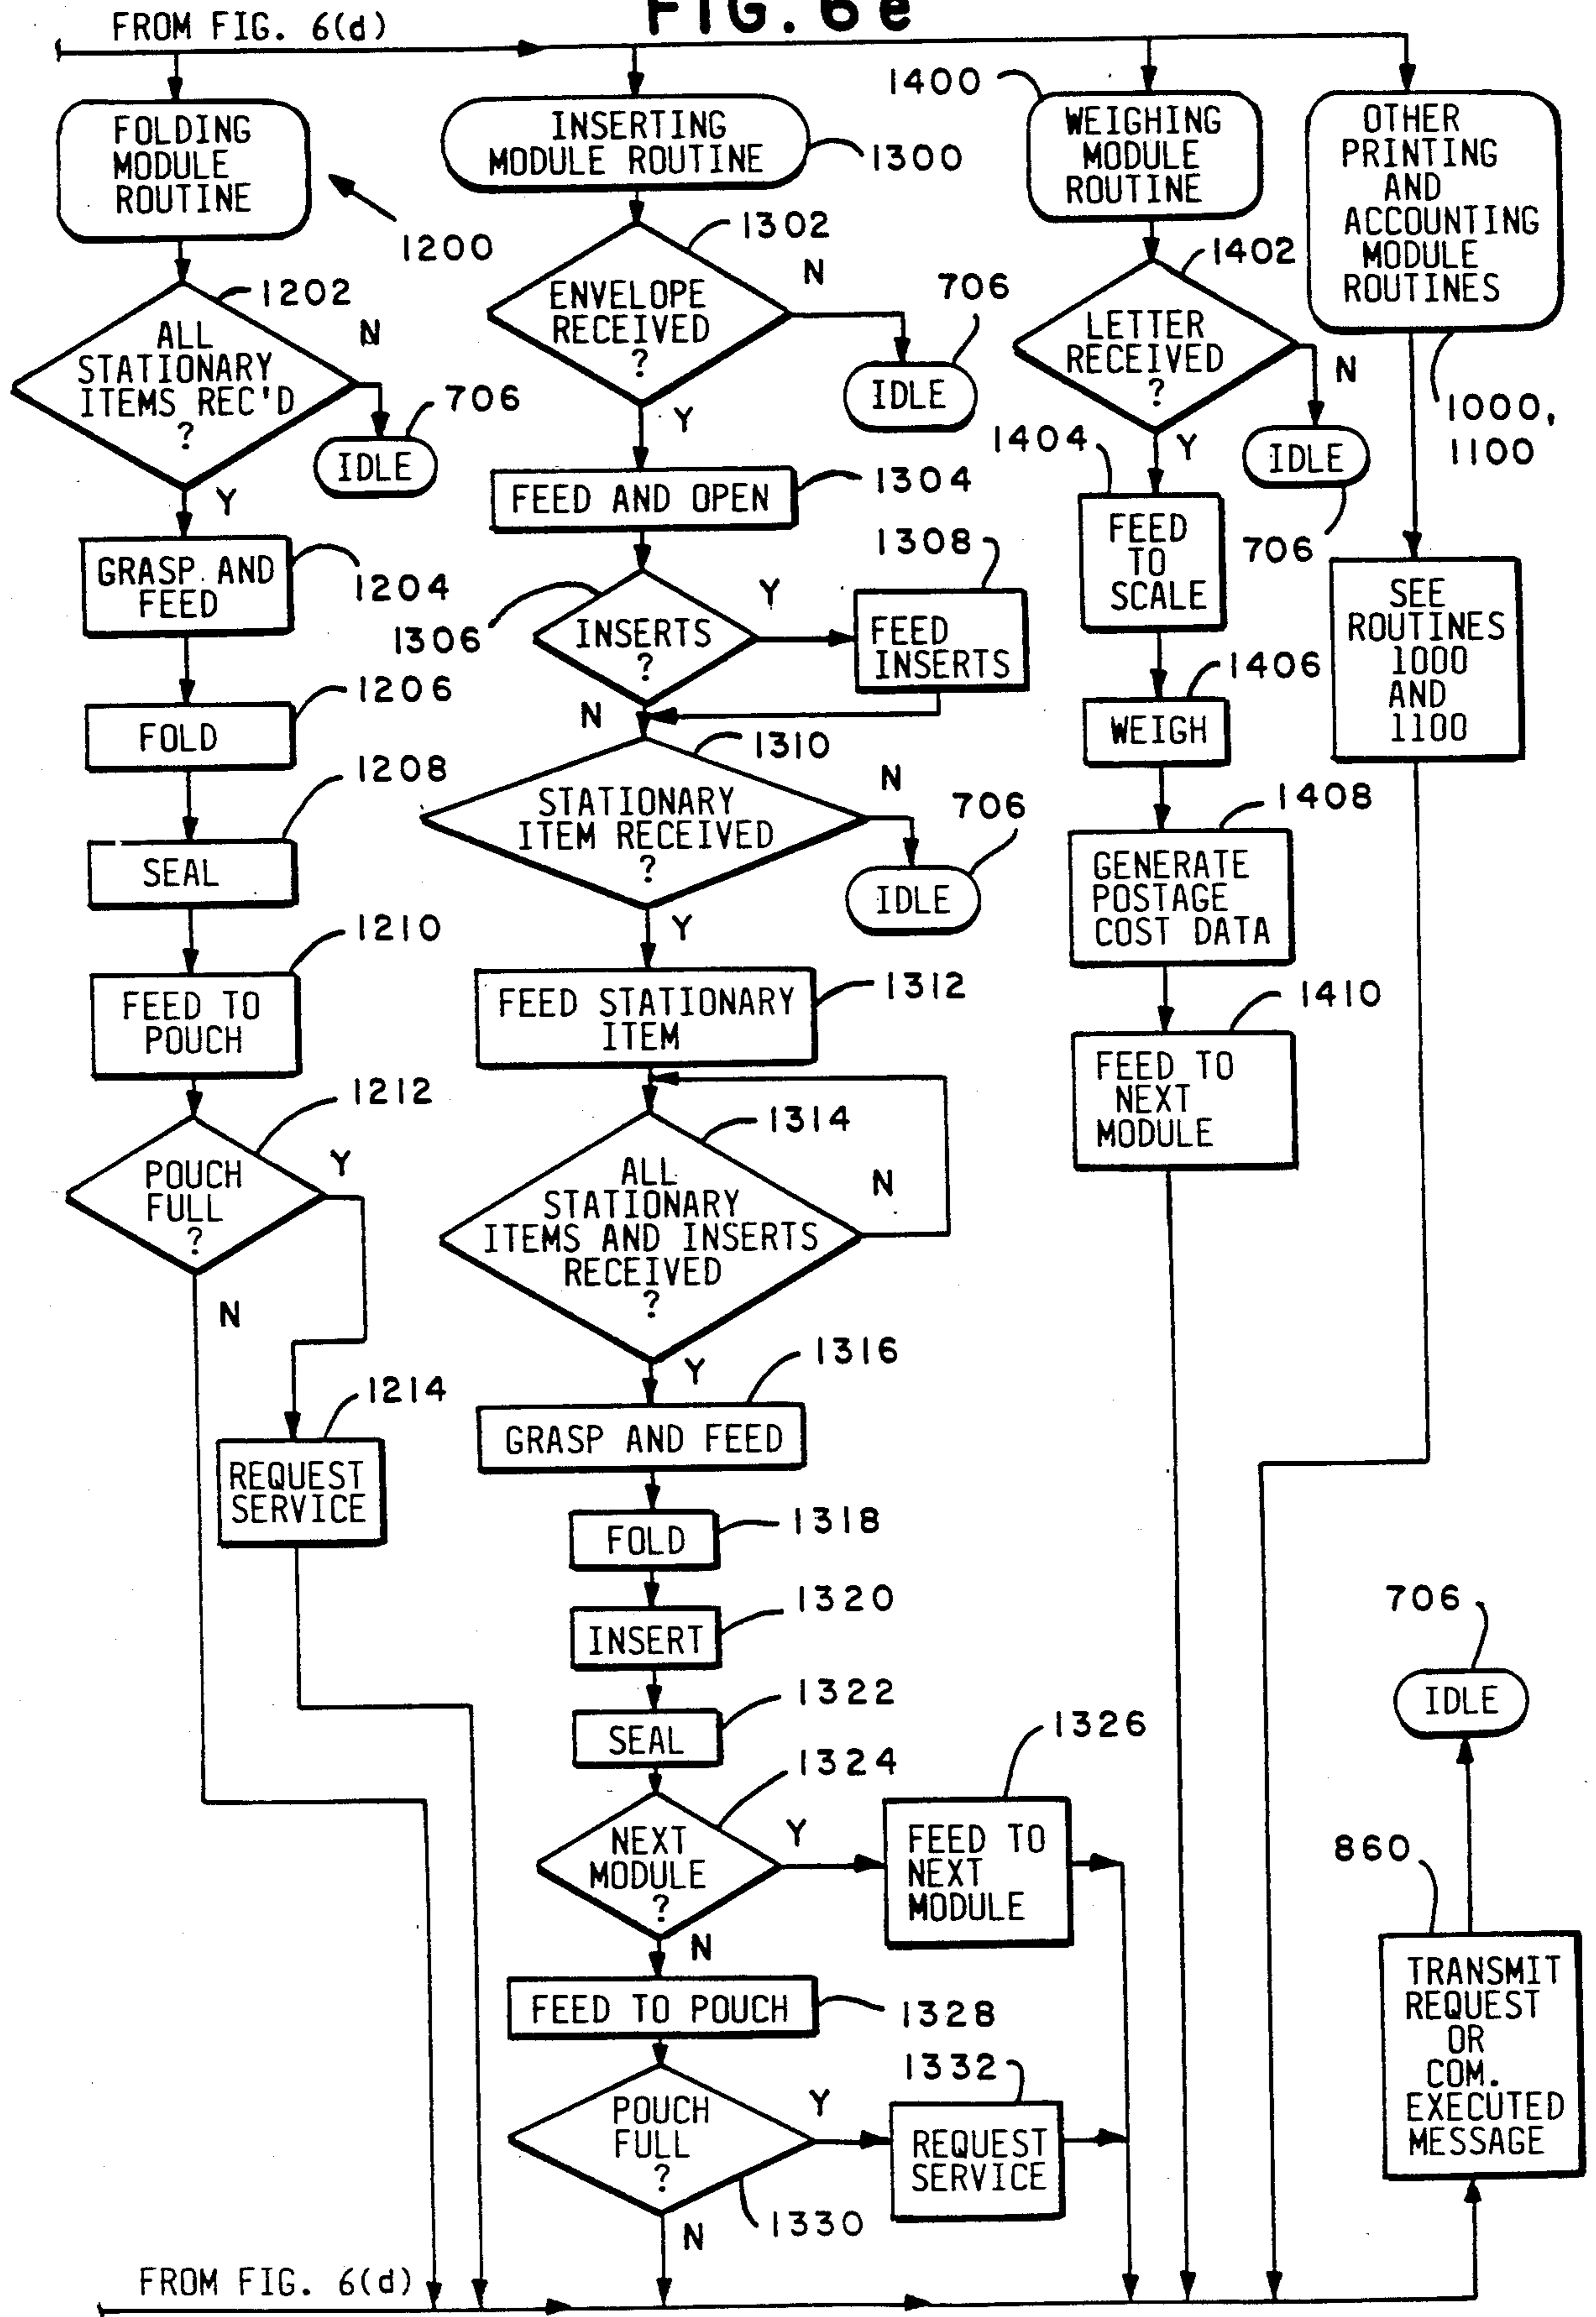 FIG. 6e
FROM FIG. 6(d)
FOLDING
MODULE
ROUTINE
1200
1202
ALL
STATIONARY
ITEMS REC'D
?
N
706
IDLE
Y
GRASP AND
FEED
1204
FOLD
1206
SEAL
1208
FEED TO
POUCH
1210
1212
POUCH
FULL
?
Y
N
1214
REQUEST
SERVICE
INSERTING
MODULE ROUTINE
1300
1302
ENVELOPE
RECEIVED
?
N
706
IDLE
Y
FEED AND OPEN
1304
1306
INSERTS
?
Y
1308
FEED
INSERTS
N
1310
STATIONARY
ITEM RECEIVED
?
N
706
IDLE
Y
FEED STATIONARY
ITEM
1312
1314
ALL
STATIONARY
ITEMS AND INSERTS
RECEIVED
?
N
Y
1316
GRASP AND FEED
FOLD
1318
INSERT
1320
SEAL
1322
1324
NEXT
MODULE
?
Y
1326
FEED TO
NEXT
MODULE
N
FEED TO POUCH
1328
POUCH
FULL
?
1330
Y
1332
REQUEST
SERVICE
N
1400
WEIGHING
MODULE
ROUTINE
1402
LETTER
RECEIVED
?
N
IDLE
706
Y
1404
FEED
TO
SCALE
1406
WEIGH
1408
GENERATE
POSTAGE
COST DATA
1410
FEED TO
NEXT
MODULE
OTHER
PRINTING
AND
ACCOUNTING
MODULE
ROUTINES
1000,
1100
SEE
ROUTINES
1000
AND
1100
706
IDLE
860
TRANSMIT
REQUEST
OR
COM.
EXECUTED
MESSAGE
FROM FIG. 6(d)